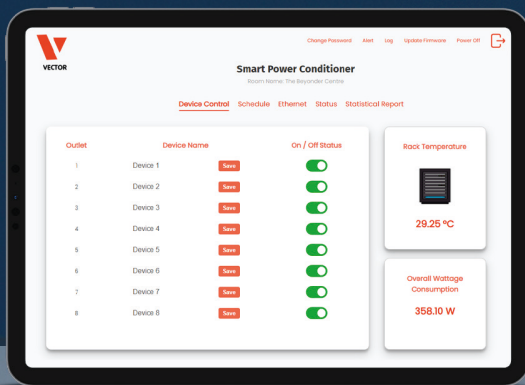 Change Password Alert Log Update Firmware Power Off
VECTOR
Smart Power Conditioner
Room Name: The Beyonder Centre
Device Control Schedule Ethernet Status Statistical Report
Outlet Device Name On / Off Status
1 Device 1 Save
2 Device 2 Save
3 Device 3 Save
4 Device 4 Save
5 Device 5 Save
6 Device 6 Save
7 Device 7 Save
8 Device 8 Save
Rack Temperature
29.25 ºC
Overall Wattage
Consumption
358.10 W